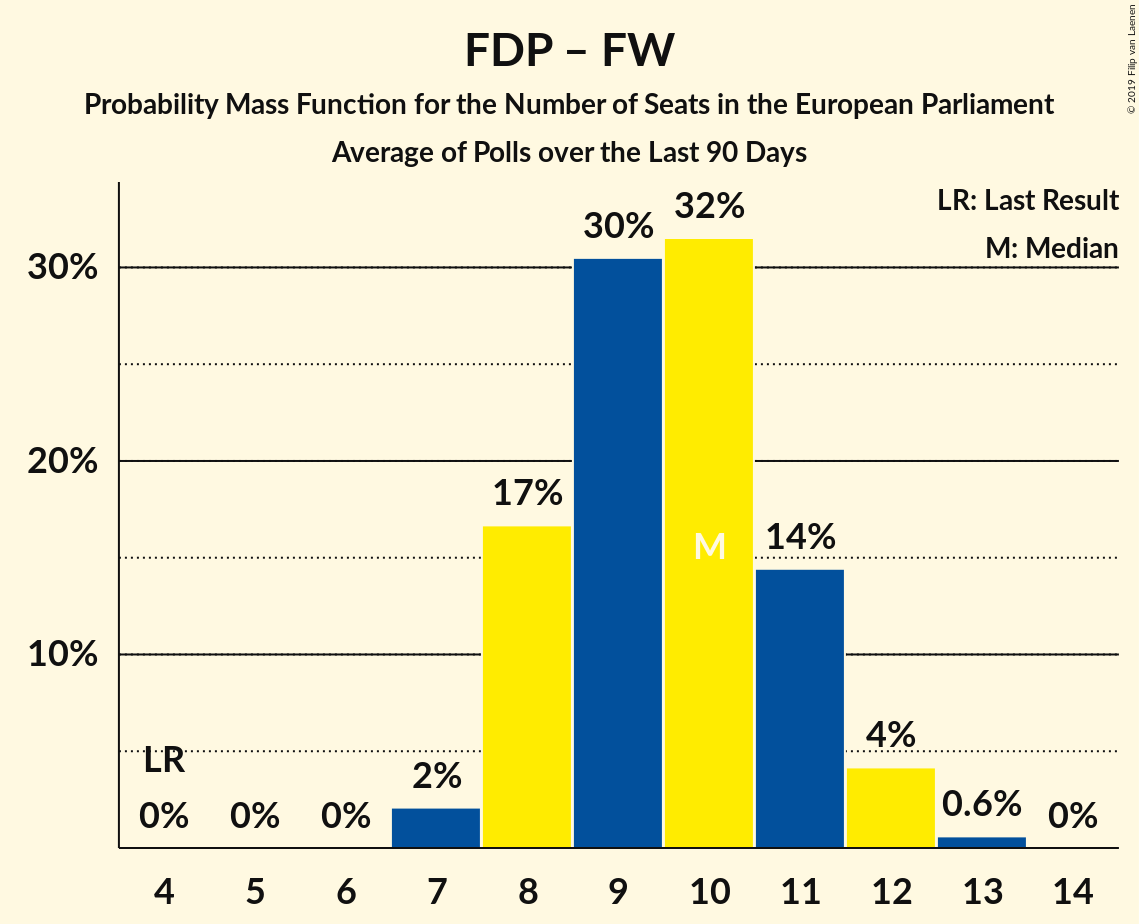 FDP – FW
Probability Mass Function for the Number of Seats in the European Parliament
Average of Polls over the Last 90 Days
© 2019 Filip van Laenen
LR: Last Result
M: Median
30%
20%
10%
LR
0%
0%
0%
2%
17%
30%
32%
M
14%
4%
0.6%
0%
4 5 6 7 8 9 10 11 12 13 14